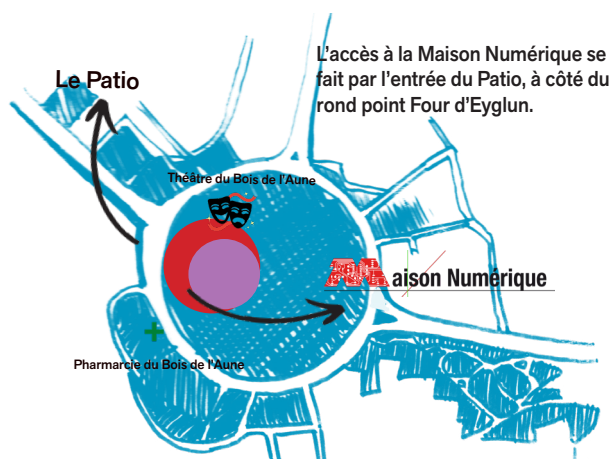 L'accès à la Maison Numérique se
fait par l'entrée du Patio, à côté du
rond point Four d'Eyglun.
Le Patio
Théâtre du Bois de l'Aune
Maison Numérique
Pharmarcie du Bois de l'Aune